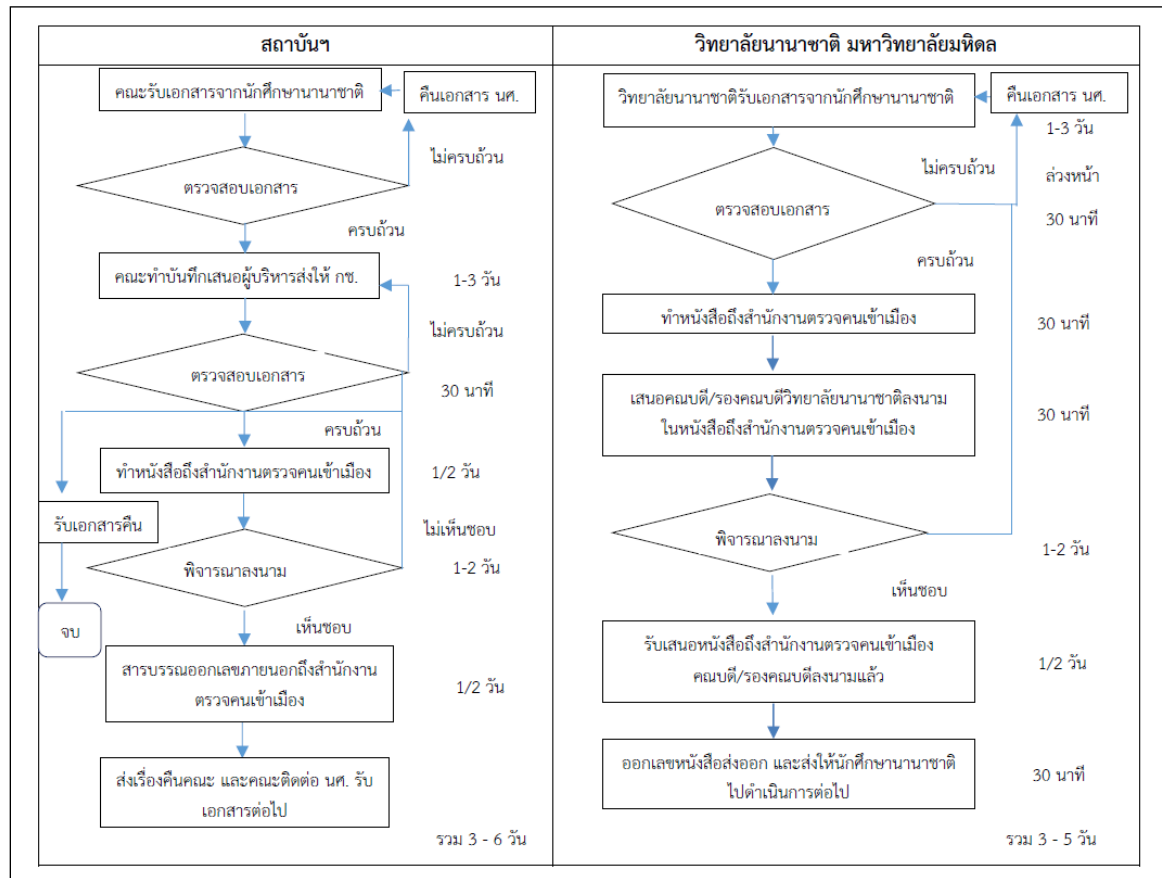 สถาบันฯ
คณะรับเอกสารจากนักศึกษานานาชาติ
คืนเอกสาร นศ.
ไม่ครบถ้วน
ตรวจสอบเอกสาร
ครบถ้วน
คณะทำบันทึกเสนอผู้บริหารส่งให้ กช.
1-3 วัน
ไม่ครบถ้วน
ตรวจสอบเอกสาร
30 นาที
ครบถ้วน
ทำหนังสือถึงสำนักงานตรวจคนเข้าเมือง
1/2 วัน
รับเอกสารคืน
ไม่เห็นชอบ
พิจารณาลงนาม
1-2 วัน
จบ
เห็นชอบ
สารบรรณออกเลขภายนอกถึงสำนักงาน
ตรวจคนเข้าเมือง
1/2 วัน
ส่งเรื่องคืนคณะ และคณะติดต่อ นศ. รับ
เอกสารต่อไป
รวม 3 - 6 วัน
วิทยาลัยนานาชาติ มหาวิทยาลัยมหิดล
วิทยาลัยนานาชาติรับเอกสารจากนักศึกษานานาชาติ
คืนเอกสาร นศ.
1-3 วัน
ไม่ครบถ้วน
ล่วงหน้า
ตรวจสอบเอกสาร
30 นาที
ครบถ้วน
ทำหนังสือถึงสำนักงานตรวจคนเข้าเมือง
30 นาที
เสนอคณบดี/รองคณบดีวิทยาลัยนานาชาติลงนาม
ในหนังสือถึงสำนักงานตรวจคนเข้าเมือง
30 นาที
พิจารณาลงนาม
1-2 วัน
เห็นชอบ
รับเสนอหนังสือถึงสำนักงานตรวจคนเข้าเมือง
คณบดี/รองคณบดีลงนามแล้ว
1/2 วัน
ออกเลขหนังสือส่งออก และส่งให้นักศึกษานานาชาติ
ไปดำเนินการต่อไป
30 นาที
รวม 3 - 5 วัน